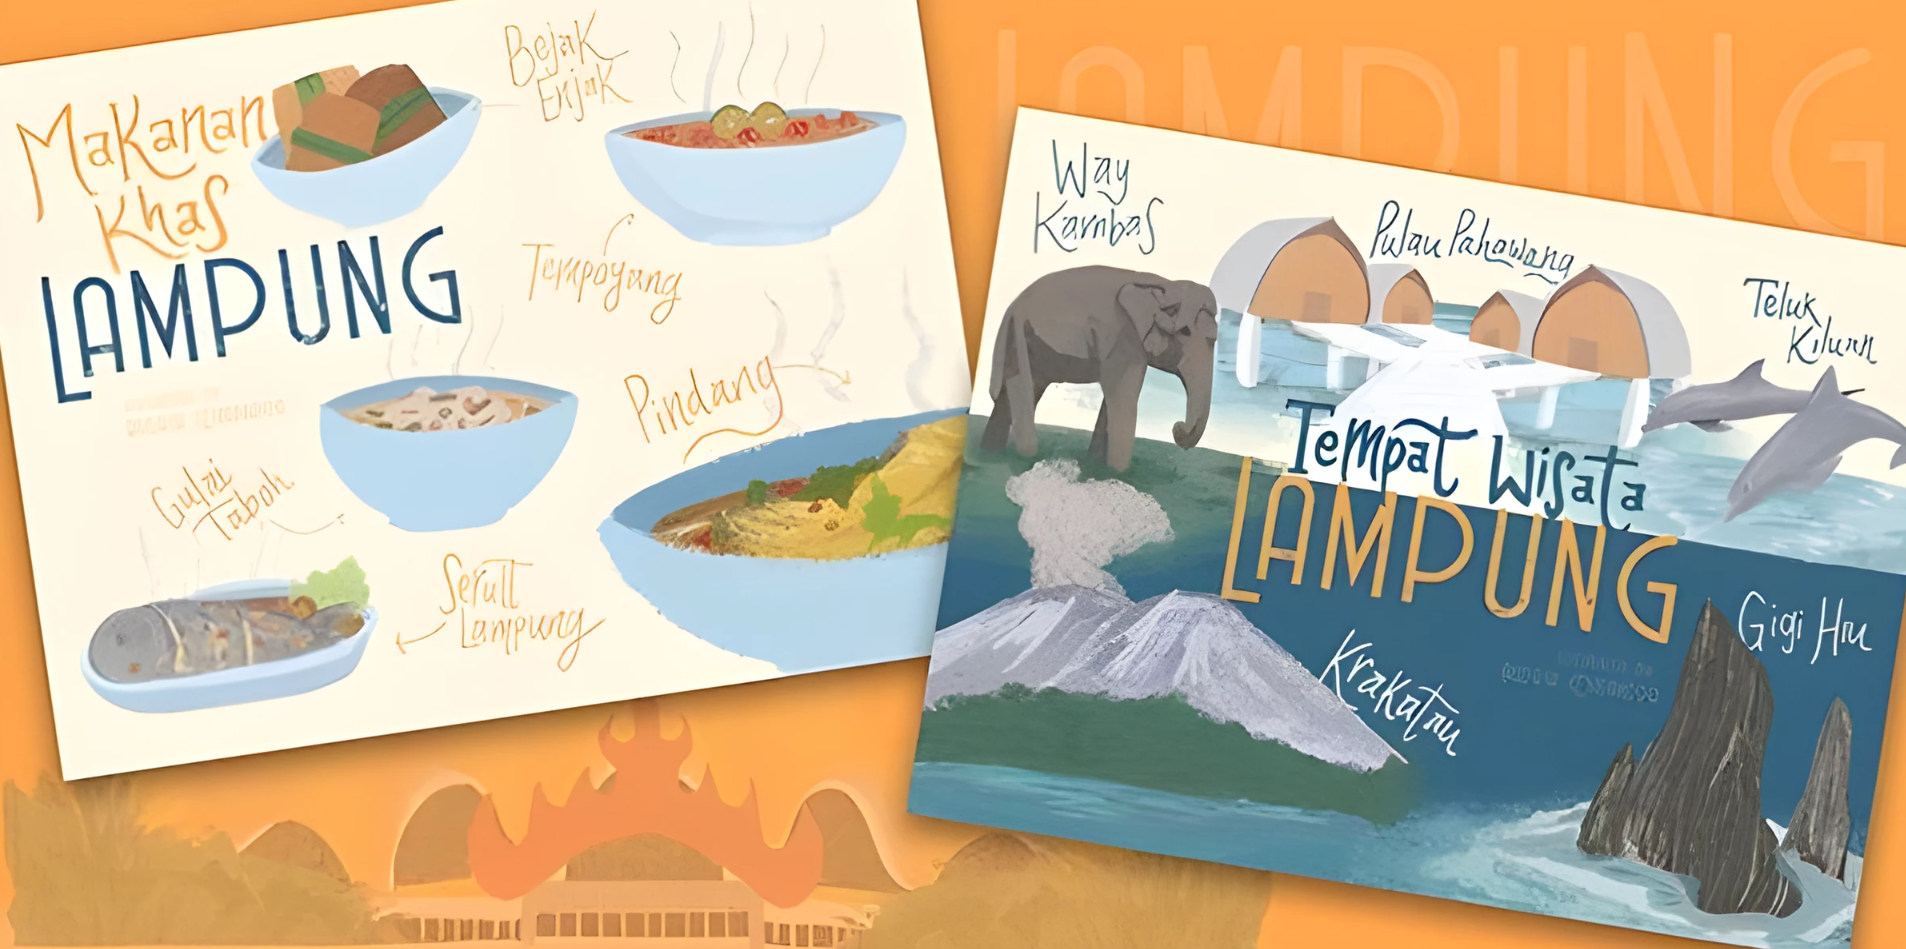 LAMPUNG
Makanan
Khas
LAMPUNG
Bejak
Enjak
Tempoyang
Pindang
Gulai
Taboh
Seruit
Lampung
Way
Kambas
Pulau Pahawang
Teluk
Kiluan
Tempat Wisata
LAMPUNG
Krakatau
Gigi Hiu